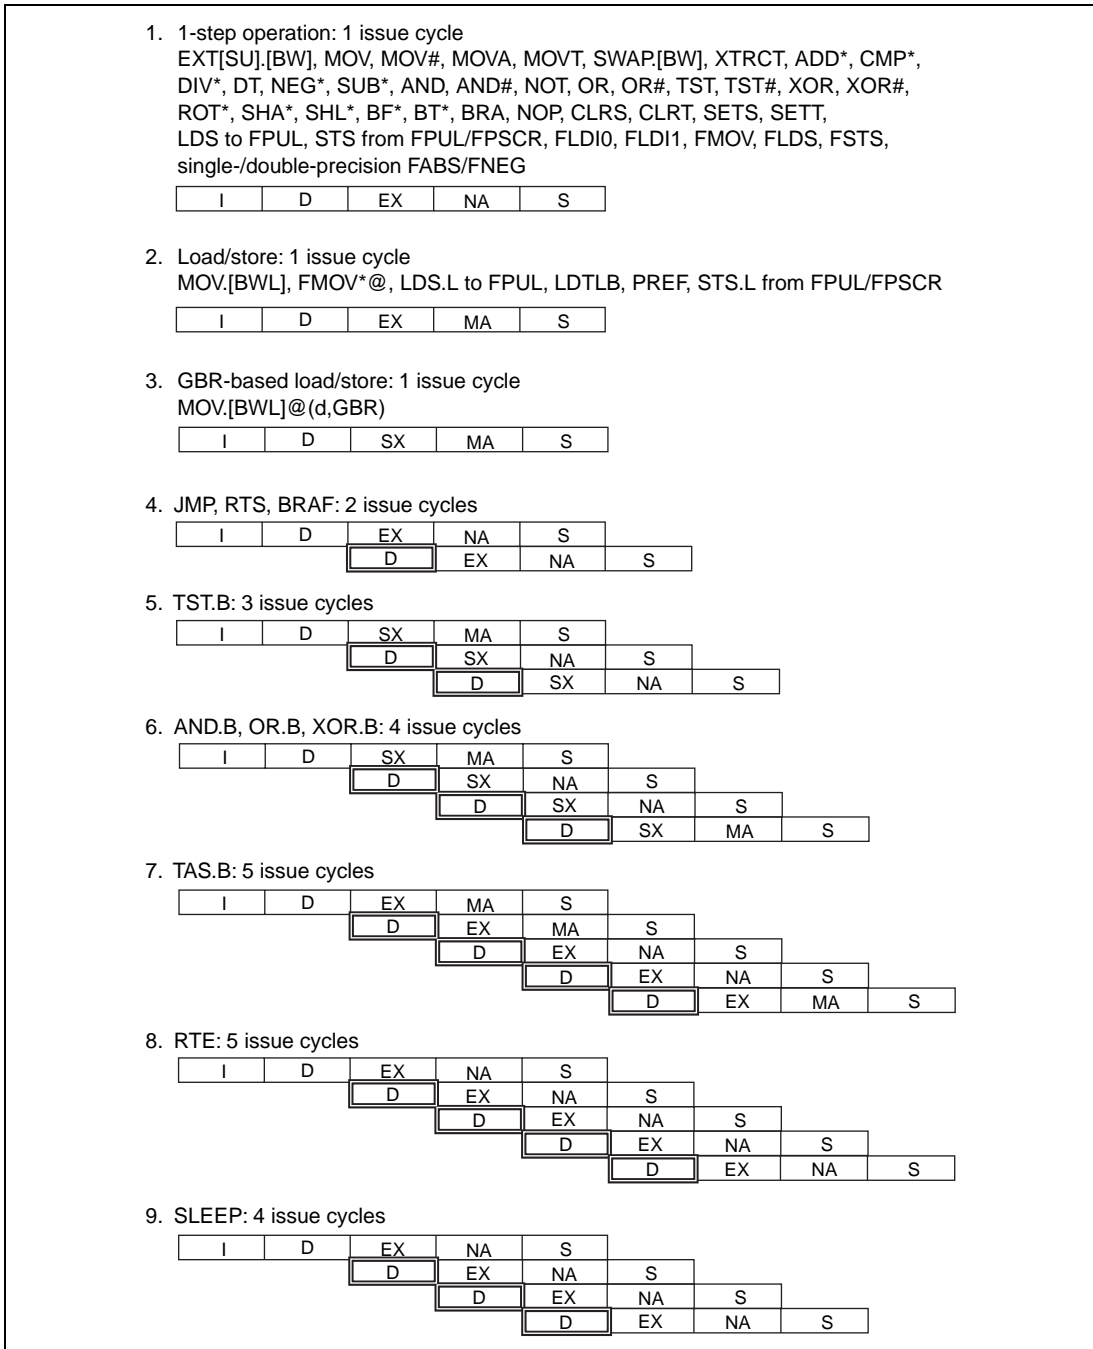 1. 1-step operation: 1 issue cycle
EXT[SU].[BW], MOV, MOV#, MOVA, MOVT, SWAP.[BW], XTRCT, ADD*, CMP*,
DIV*, DT, NEG*, SUB*, AND, AND#, NOT, OR, OR#, TST, TST#, XOR, XOR#,
ROT*, SHA*, SHL*, BF*, BT*, BRA, NOP, CLRS, CLRT, SETS, SETT,
LDS to FPUL, STS from FPUL/FPSCR, FLDI0, FLDI1, FMOV, FLDS, FSTS,
single-/double-precision FABS/FNEG
I D EX NA S
2. Load/store: 1 issue cycle
MOV.[BWL], FMOV*@, LDS.L to FPUL, LDTLB, PREF, STS.L from FPUL/FPSCR
I D EX MA S
3. GBR-based load/store: 1 issue cycle
MOV.[BWL]@(d,GBR)
I D SX MA S
4. JMP, RTS, BRAF: 2 issue cycles
I D EX NA S
D EX NA S
5. TST.B: 3 issue cycles
I D SX MA S
D SX NA S
D SX NA S
6. AND.B, OR.B, XOR.B: 4 issue cycles
I D SX MA S
D SX NA S
D SX NA S
D SX MA S
7. TAS.B: 5 issue cycles
I D EX MA S
D EX MA S
D EX NA S
D EX NA S
D EX MA S
8. RTE: 5 issue cycles
I D EX NA S
D EX NA S
D EX NA S
D EX NA S
D EX NA S
9. SLEEP: 4 issue cycles
I D EX NA S
D EX NA S
D EX NA S
D EX NA S